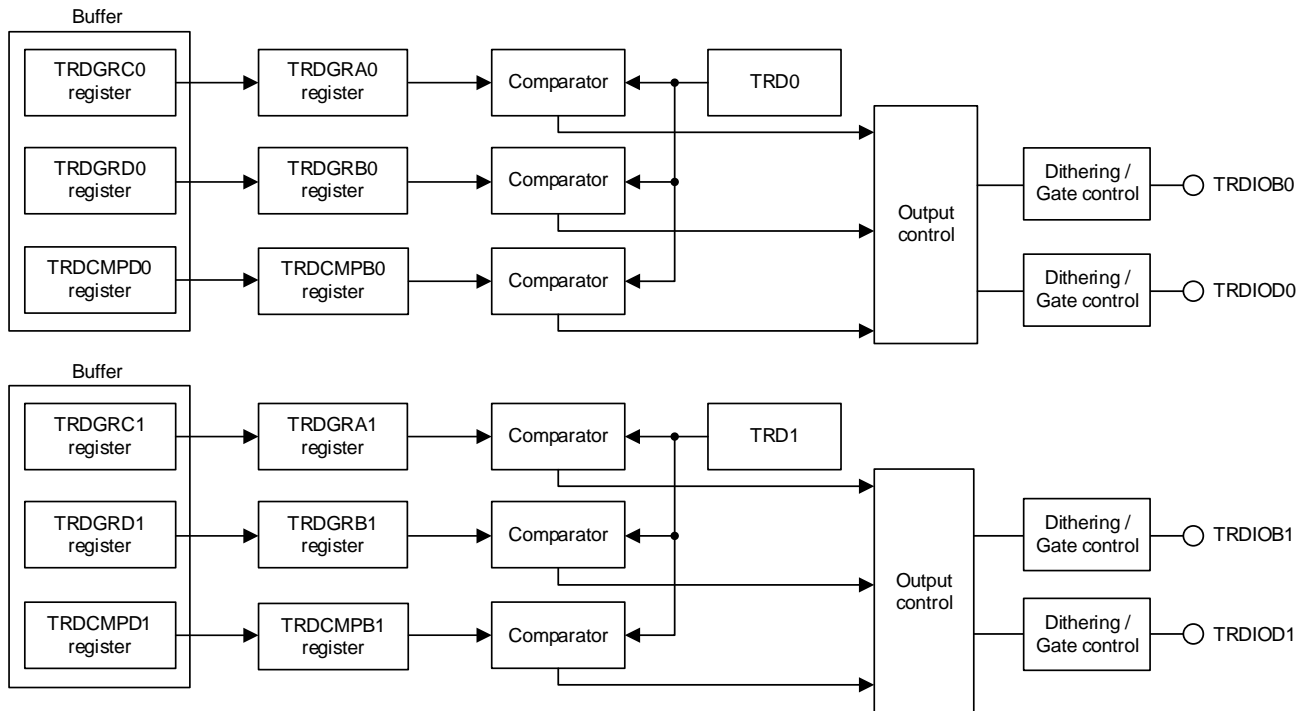 Buffer
TRDGRC0
register
TRDGRA0
register
Comparator
TRD0
TRDGRD0
register
TRDGRB0
register
Comparator
Output
control
Dithering /
Gate control
TRDIOB0
TRDCMPD0
register
TRDCMPB0
register
Comparator
Dithering /
Gate control
TRDIOD0
Buffer
TRDGRC1
register
TRDGRA1
register
Comparator
TRD1
TRDGRD1
register
TRDGRB1
register
Comparator
Output
control
Dithering /
Gate control
TRDIOB1
TRDCMPD1
register
TRDCMPB1
register
Comparator
Dithering /
Gate control
TRDIOD1